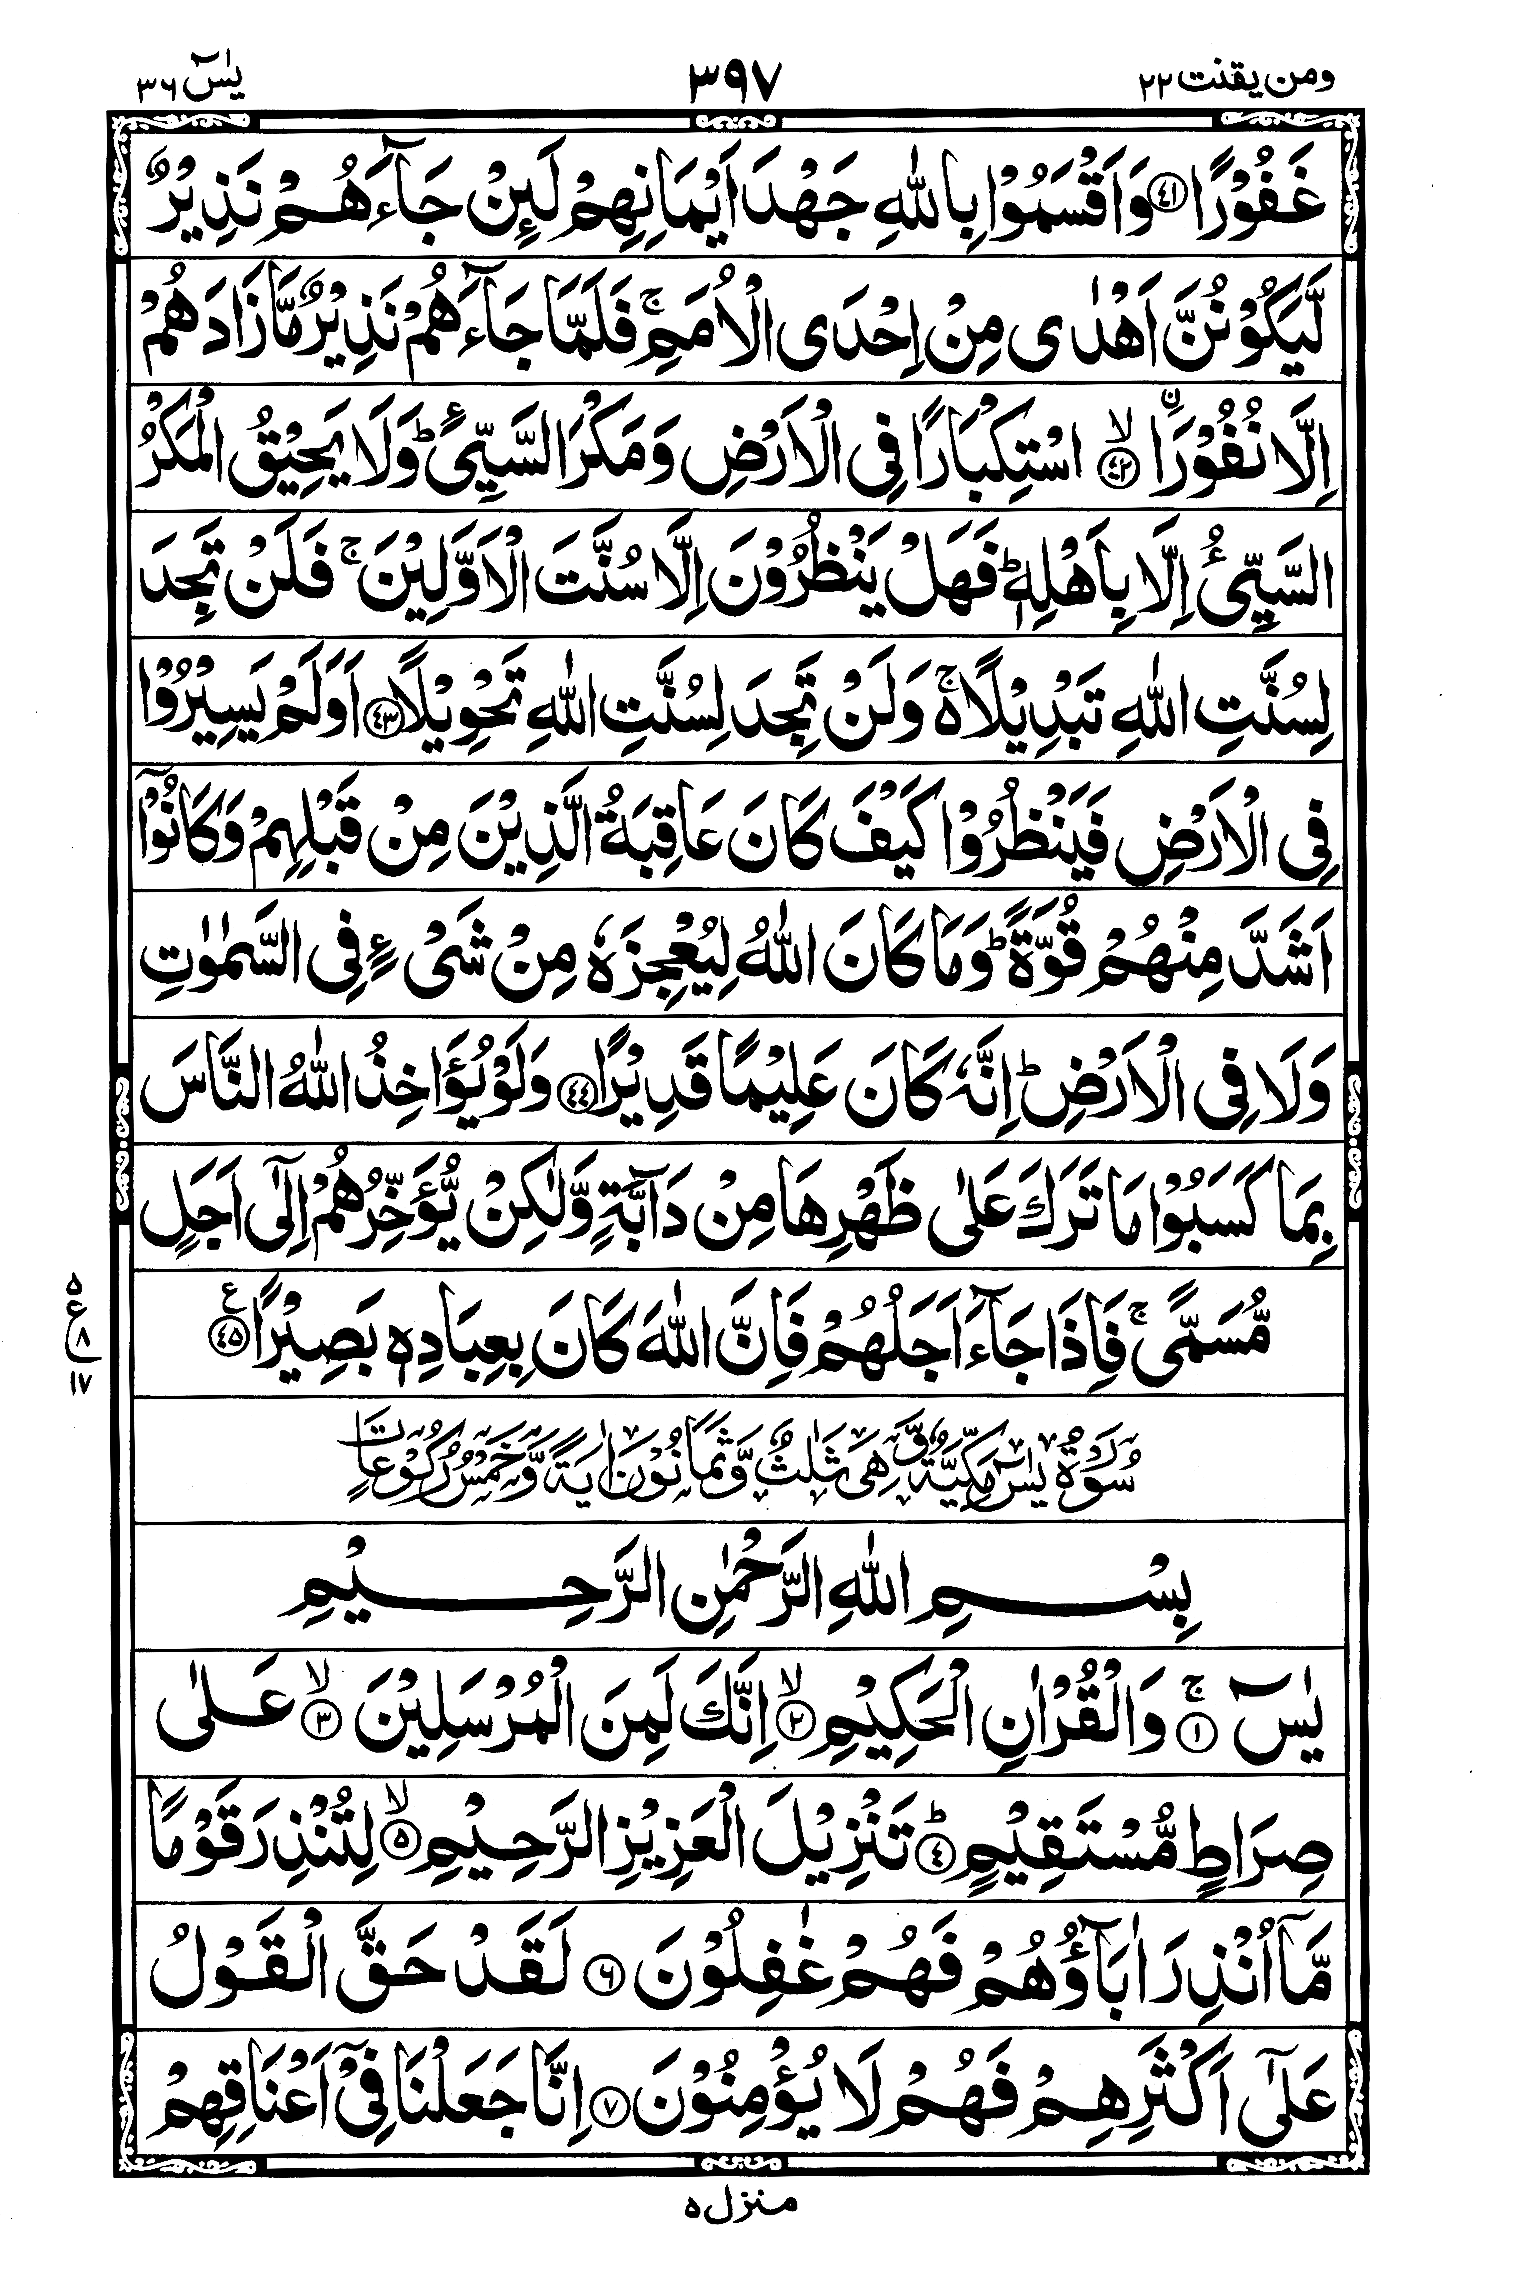 ومن يقنت ٢٢ ٣٩٧ يٰسٓ ٣٦
غَفُوْرًا ﴿٤١﴾ وَاَقْسَمُوْا بِاللّٰهِ جَهْدَ اَيْمَانِهِمْ لَئِنْ جَآءَهُمْ نَذِيْرٌ
لَّيَكُوْنُنَّ اَهْدٰى مِنْ اِحْدَى الْاُمَمِ ۚ فَلَمَّا جَآءَهُمْ نَذِيْرٌ مَّا زَادَهُمْ
اِلَّا نُفُوْرَا ۨ ﴿٤٢﴾ ۙ اسْتِكْبَارًا فِى الْاَرْضِ وَمَكْرَ السَّيِّئِ ؕ وَلَا يَحِيْقُ الْمَكْرُ
السَّيِّئُ اِلَّا بِاَهْلِهٖ ؕ فَهَلْ يَنْظُرُوْنَ اِلَّا سُنَّتَ الْاَوَّلِيْنَ ۚ فَلَنْ تَجِدَ
لِسُنَّتِ اللّٰهِ تَبْدِيْلًا ۬ۚ وَلَنْ تَجِدَ لِسُنَّتِ اللّٰهِ تَحْوِيْلًا ﴿٤٣﴾ اَوَلَمْ يَسِيْرُوْا
فِى الْاَرْضِ فَيَنْظُرُوْا كَيْفَ كَانَ عَاقِبَةُ الَّذِيْنَ مِنْ قَبْلِهِمْ وَكَانُوْۤا
اَشَدَّ مِنْهُمْ قُوَّةً ؕ وَمَا كَانَ اللّٰهُ لِيُعْجِزَهٗ مِنْ شَىْءٍ فِى السَّمٰوٰتِ
وَلَا فِى الْاَرْضِ ؕ اِنَّهٗ كَانَ عَلِيْمًا قَدِيْرًا ﴿٤٤﴾ وَلَوْ يُؤَاخِذُ اللّٰهُ النَّاسَ
بِمَا كَسَبُوْا مَا تَرَكَ عَلٰى ظَهْرِهَا مِنْ دَآبَّةٍ وَّلٰكِنْ يُّؤَخِّرُهُمْ اِلٰٓى اَجَلٍ
مُّسَمًّى ۚ فَاِذَا جَآءَ اَجَلُهُمْ فَاِنَّ اللّٰهَ كَانَ بِعِبَادِهٖ بَصِيْرًا ﴿٤٥﴾ ع
٥
ع
٨
١٧
سُوْرَةُ يٰسٓ مَكِّيَّةٌ وَّهِىَ ثَلٰثٌ وَّثَمَانُوْنَ اٰيَةً وَّخَمْسُ رُكُوْعَاتٍ
بِسْمِ اللّٰهِ الرَّحْمٰنِ الرَّحِيْمِ
يٰسٓ ﴿١﴾ ۚ وَالْقُرْاٰنِ الْحَكِيْمِ ﴿٢﴾ ۙ اِنَّكَ لَمِنَ الْمُرْسَلِيْنَ ﴿٣﴾ ۙ عَلٰى
صِرَاطٍ مُّسْتَقِيْمٍ ﴿٤﴾ ؕ تَنْزِيْلَ الْعَزِيْزِ الرَّحِيْمِ ﴿٥﴾ ۙ لِتُنْذِرَ قَوْمًا
مَّآ اُنْذِرَ اٰبَآؤُهُمْ فَهُمْ غٰفِلُوْنَ ﴿٦﴾ لَقَدْ حَقَّ الْقَوْلُ
عَلٰٓى اَكْثَرِهِمْ فَهُمْ لَا يُؤْمِنُوْنَ ﴿٧﴾ اِنَّا جَعَلْنَا فِىْۤ اَعْنَاقِهِمْ
منزل ٥